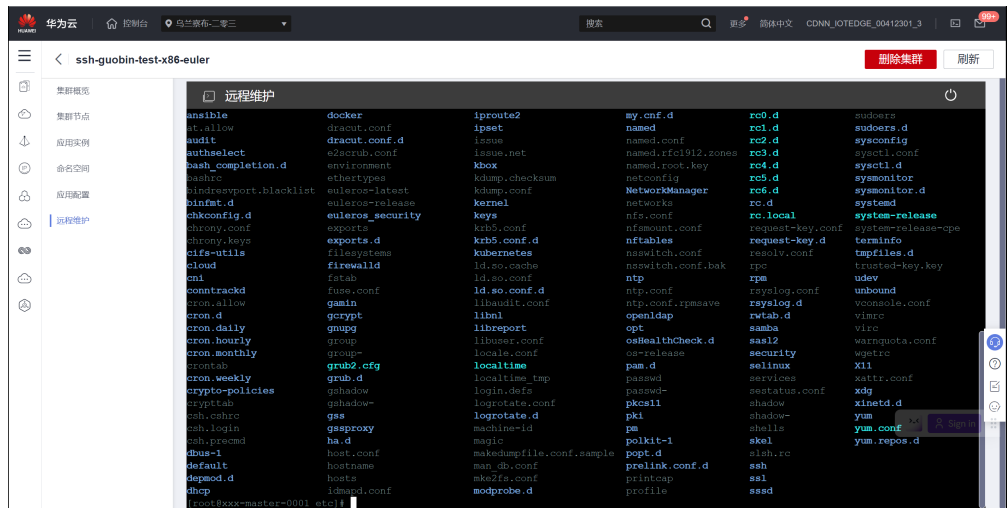 HUAWEI 华为云 控制台 乌兰察布-二零三 搜索 更多 简体中文 CDNN_IOTEDGE_00412301_3 99+
ssh-guobin-test-x86-euler 删除集群 刷新
集群概览
集群节点
应用实例
命名空间
应用配置
远程维护
远程维护
ansible docker iproute2 my.cnf.d rc0.d sudoers
at.allow dracut.conf ipset named rc1.d sudoers.d
audit dracut.conf.d issue named.conf rc2.d sysconfig
authselect e2scrub.conf issue.net named.rfc1912.zones rc3.d sysctl.conf
bash_completion.d environment kbox named.root.key rc4.d sysctl.d
bashrc ethertypes kdump.checksum netconfig rc5.d sysmonitor
bindresvport.blacklist euleros-latest kdump.conf NetworkManager rc6.d sysmonitor.d
binfmt.d euleros-release kernel networks rc.d systemd
chkconfig.d euleros_security keys nfs.conf rc.local system-release
chrony.conf exports krb5.conf nfsmount.conf request-key.conf system-release-cpe
chrony.keys exports.d krb5.conf.d nftables request-key.d terminfo
cifs-utils filesystems kubernetes nsswitch.conf resolv.conf tmpfiles.d
cloud firewalld ld.so.cache nsswitch.conf.bak rpc trusted-key.key
cni fstab ld.so.conf ntp rpm udev
conntrackd fuse.conf ld.so.conf.d ntp.conf rsyslog.conf unbound
cron.allow gamin libaudit.conf ntp.conf.rpmsave rsyslog.d vconsole.conf
cron.d gcrypt libnl openldap rwtab.d vimrc
cron.daily gnupg libreport opt samba virc
cron.hourly group libuser.conf osHealthCheck.d sasl2 warnquota.conf
cron.monthly group- locale.conf os-release security wgetrc
crontab grub2.cfg localtime pam.d selinux X11
cron.weekly grub.d localtime_tmp passwd services xattr.conf
crypto-policies gshadow login.defs passwd- sestatus.conf xdg
crypttab gshadow- logrotate.conf pkcs11 shadow xinetd.d
csh.cshrc gss logrotate.d pki shadow- yum
csh.login gssproxy machine-id pm shells yum.conf Sign in
csh.precmd ha.d magic polkit-1 skel yum.repos.d
dbus-1 host.conf makedumpfile.conf.sample popt.d slsh.rc
default hostname man_db.conf prelink.conf.d ssh
depmod.d hosts mke2fs.conf printcap ssl
dhcp idmapd.conf modprobe.d profile sssd
[root@xxx-master-0001 etc]#